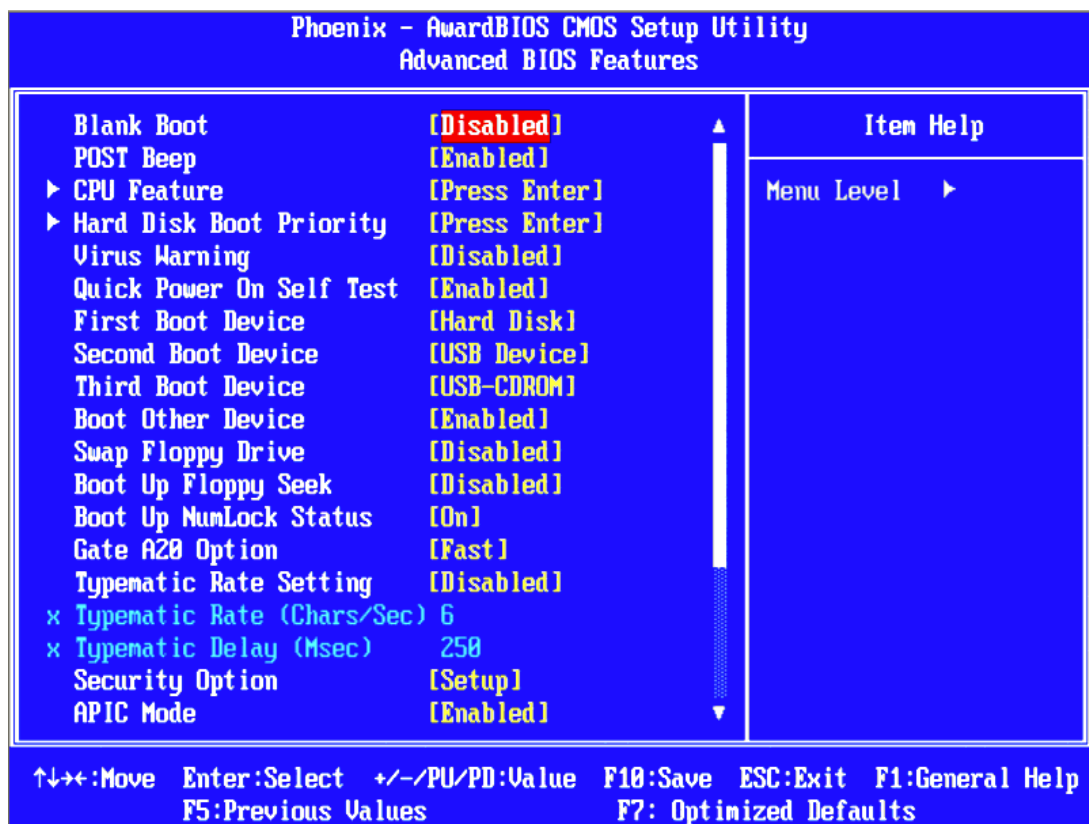 Phoenix - AwardBIOS CMOS Setup Utility
Advanced BIOS Features
Blank Boot [Disabled]
POST Beep [Enabled]
► CPU Feature [Press Enter]
► Hard Disk Boot Priority [Press Enter]
Virus Warning [Disabled]
Quick Power On Self Test [Enabled]
First Boot Device [Hard Disk]
Second Boot Device [USB Device]
Third Boot Device [USB-CDROM]
Boot Other Device [Enabled]
Swap Floppy Drive [Disabled]
Boot Up Floppy Seek [Disabled]
Boot Up NumLock Status [On]
Gate A20 Option [Fast]
Typematic Rate Setting [Disabled]
x Typematic Rate (Chars/Sec) 6
x Typematic Delay (Msec) 250
Security Option [Setup]
APIC Mode [Enabled]
Item Help
Menu Level ►
↑↓→←:Move Enter:Select +/-/PU/PD:Value F10:Save ESC:Exit F1:General Help
F5:Previous Values F7: Optimized Defaults